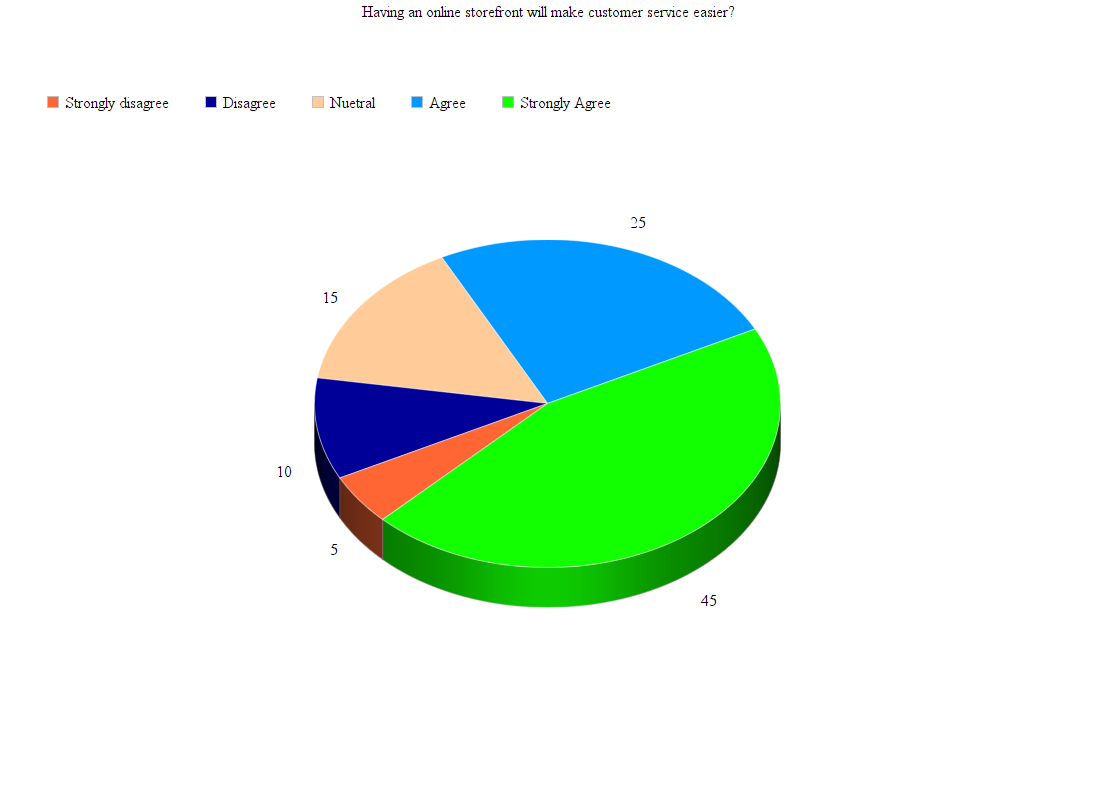 Having an online storefront will make customer service easier?
Strongly disagree Disagree Nuetral Agree Strongly Agree
25
15
10
5
45